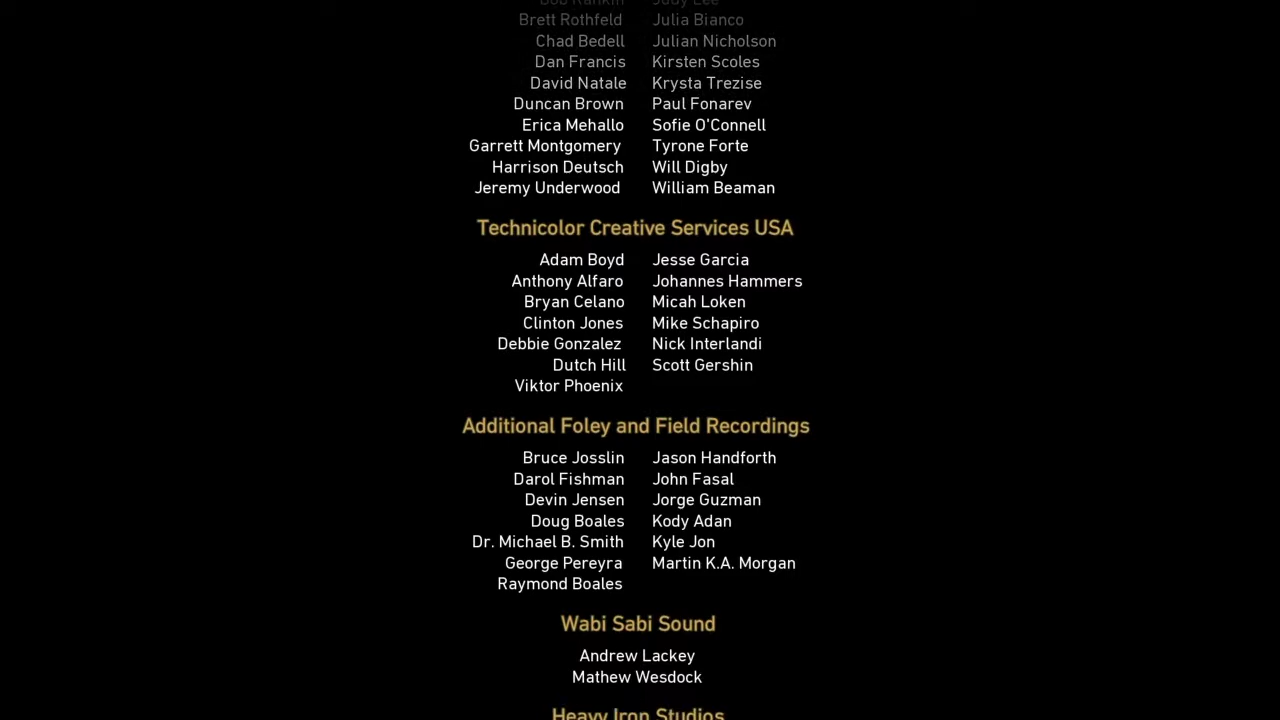 Bob Rankin Judy Lee
Brett Rothfeld Julia Bianco
Chad Bedell Julian Nicholson
Dan Francis Kirsten Scoles
David Natale Krysta Trezise
Duncan Brown Paul Fonarev
Erica Mehallo Sofie O'Connell
Garrett Montgomery Tyrone Forte
Harrison Deutsch Will Digby
Jeremy Underwood William Beaman
Technicolor Creative Services USA
Adam Boyd Jesse Garcia
Anthony Alfaro Johannes Hammers
Bryan Celano Micah Loken
Clinton Jones Mike Schapiro
Debbie Gonzalez Nick Interlandi
Dutch Hill Scott Gershin
Viktor Phoenix
Additional Foley and Field Recordings
Bruce Josslin Jason Handforth
Darol Fishman John Fasal
Devin Jensen Jorge Guzman
Doug Boales Kody Adan
Dr. Michael B. Smith Kyle Jon
George Pereyra Martin K.A. Morgan
Raymond Boales
Wabi Sabi Sound
Andrew Lackey
Mathew Wesdock
Heavy Iron Studios